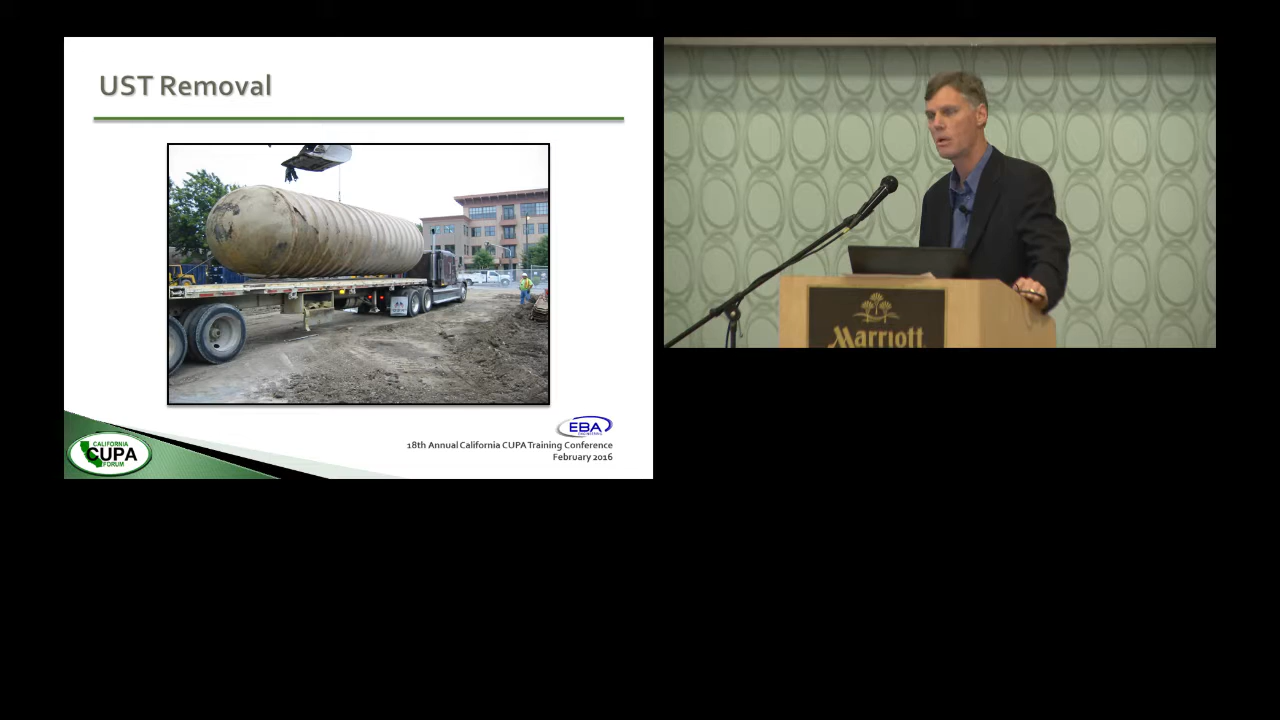 UST Removal
EBA
18th Annual California CUPA Training Conference
February 2016
CALIFORNIA
CUPA
FORUM
Marriott